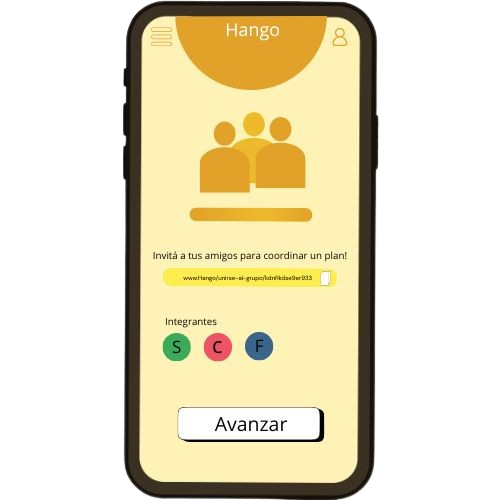 Hango
Invitá a tus amigos para coordinar un plan!
www.Hango/unirse-al-grupo/kdnflkdse9er933
Integrantes
S C F
Avanzar